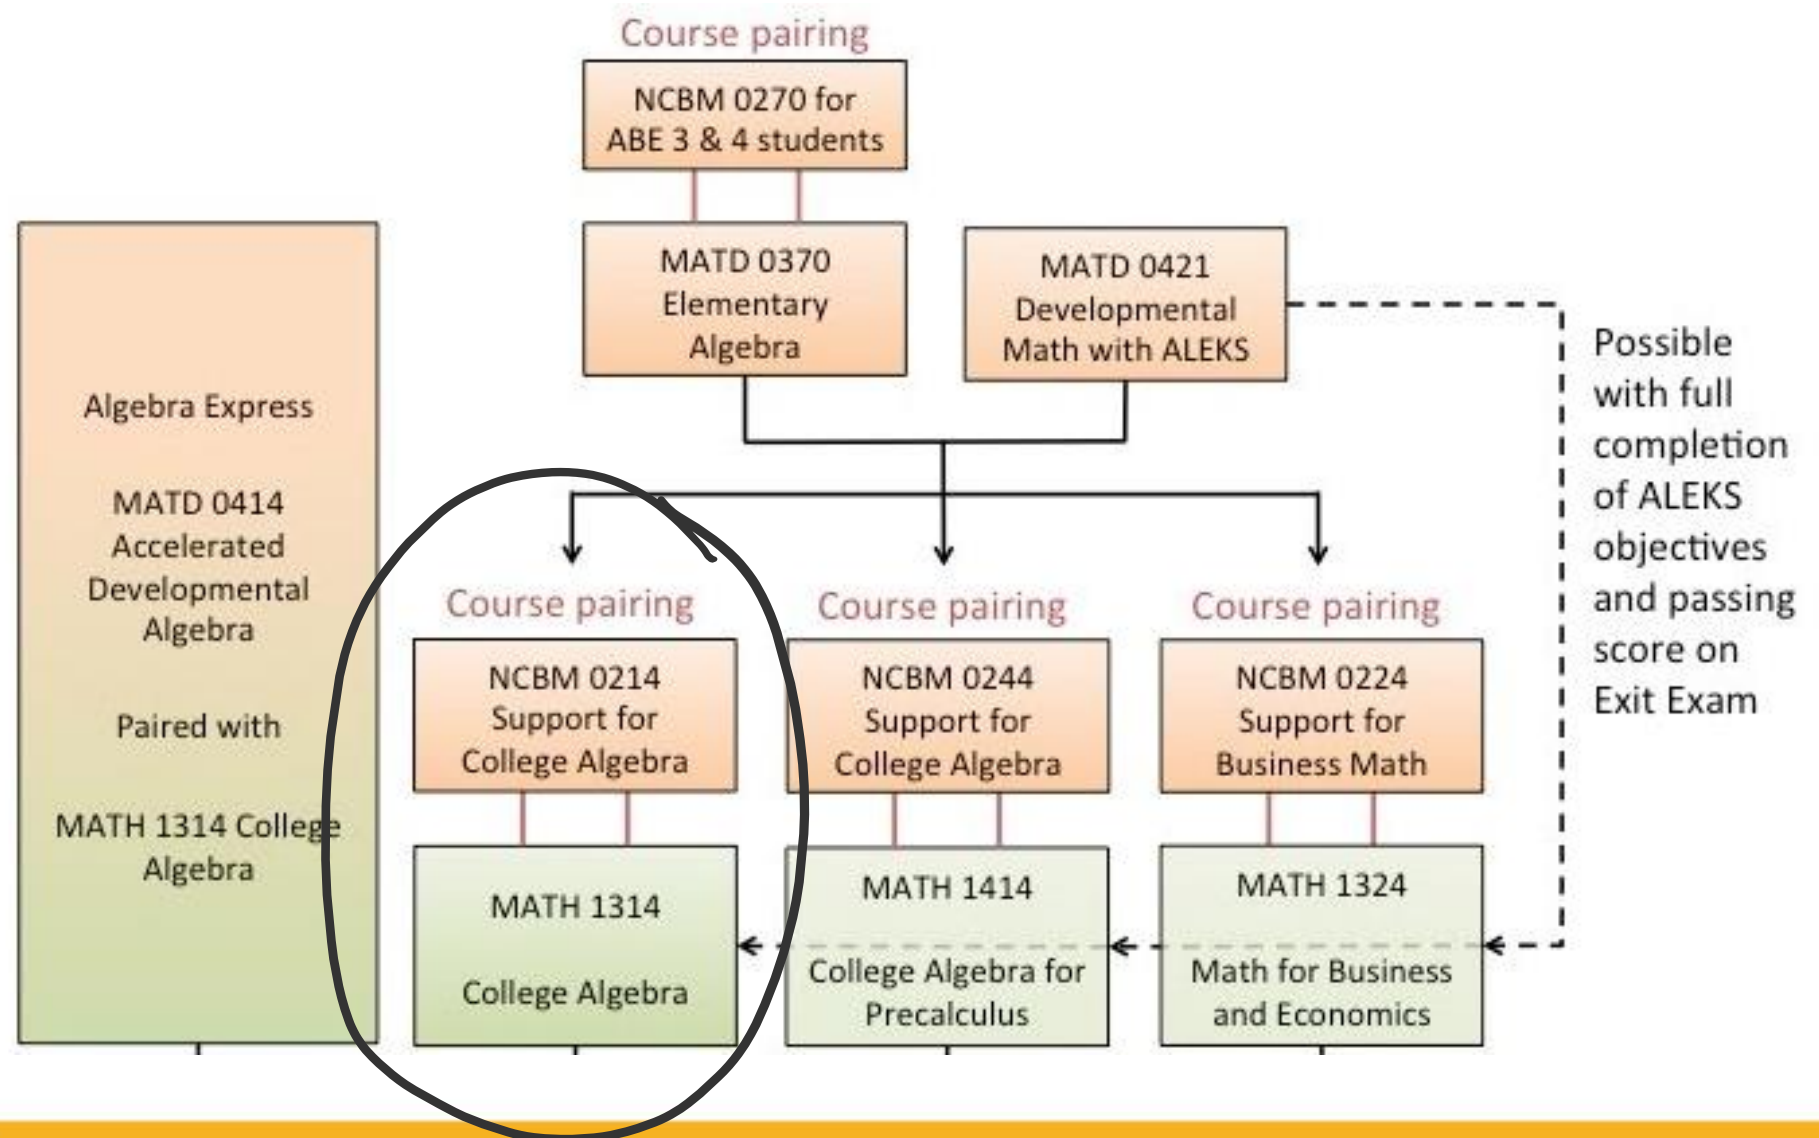 Course pairing
NCBM 0270 for
ABE 3 & 4 students
MATD 0370
Elementary
Algebra
MATD 0421
Developmental
Math with ALEKS
Possible
with full
completion
of ALEKS
objectives
and passing
score on
Exit Exam
Algebra Express
MATD 0414
Accelerated
Developmental
Algebra
Paired with
MATH 1314 College
Algebra
Course pairing
NCBM 0214
Support for
College Algebra
MATH 1314
College Algebra
Course pairing
NCBM 0244
Support for
College Algebra
MATH 1414
College Algebra for
Precalculus
Course pairing
NCBM 0224
Support for
Business Math
MATH 1324
Math for Business
and Economics